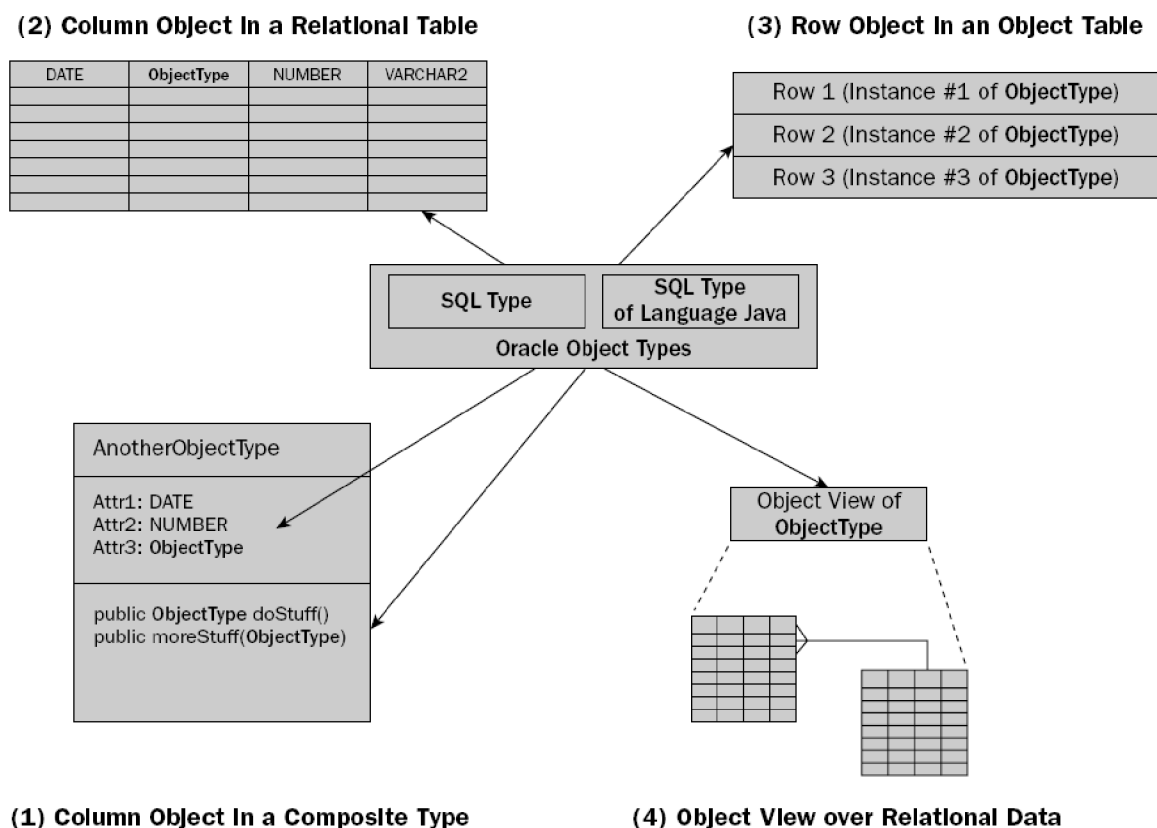 (2) Column Object in a Relational Table
(3) Row Object in an Object Table
DATE ObjectType NUMBER VARCHAR2
Row 1 (Instance #1 of ObjectType)
Row 2 (Instance #2 of ObjectType)
Row 3 (Instance #3 of ObjectType)
SQL Type
SQL Type
of Language Java
Oracle Object Types
AnotherObjectType
Attr1: DATE
Attr2: NUMBER
Attr3: ObjectType
public ObjectType doStuff()
public moreStuff(ObjectType)
Object View of
ObjectType
(1) Column Object in a Composite Type
(4) Object View over Relational Data